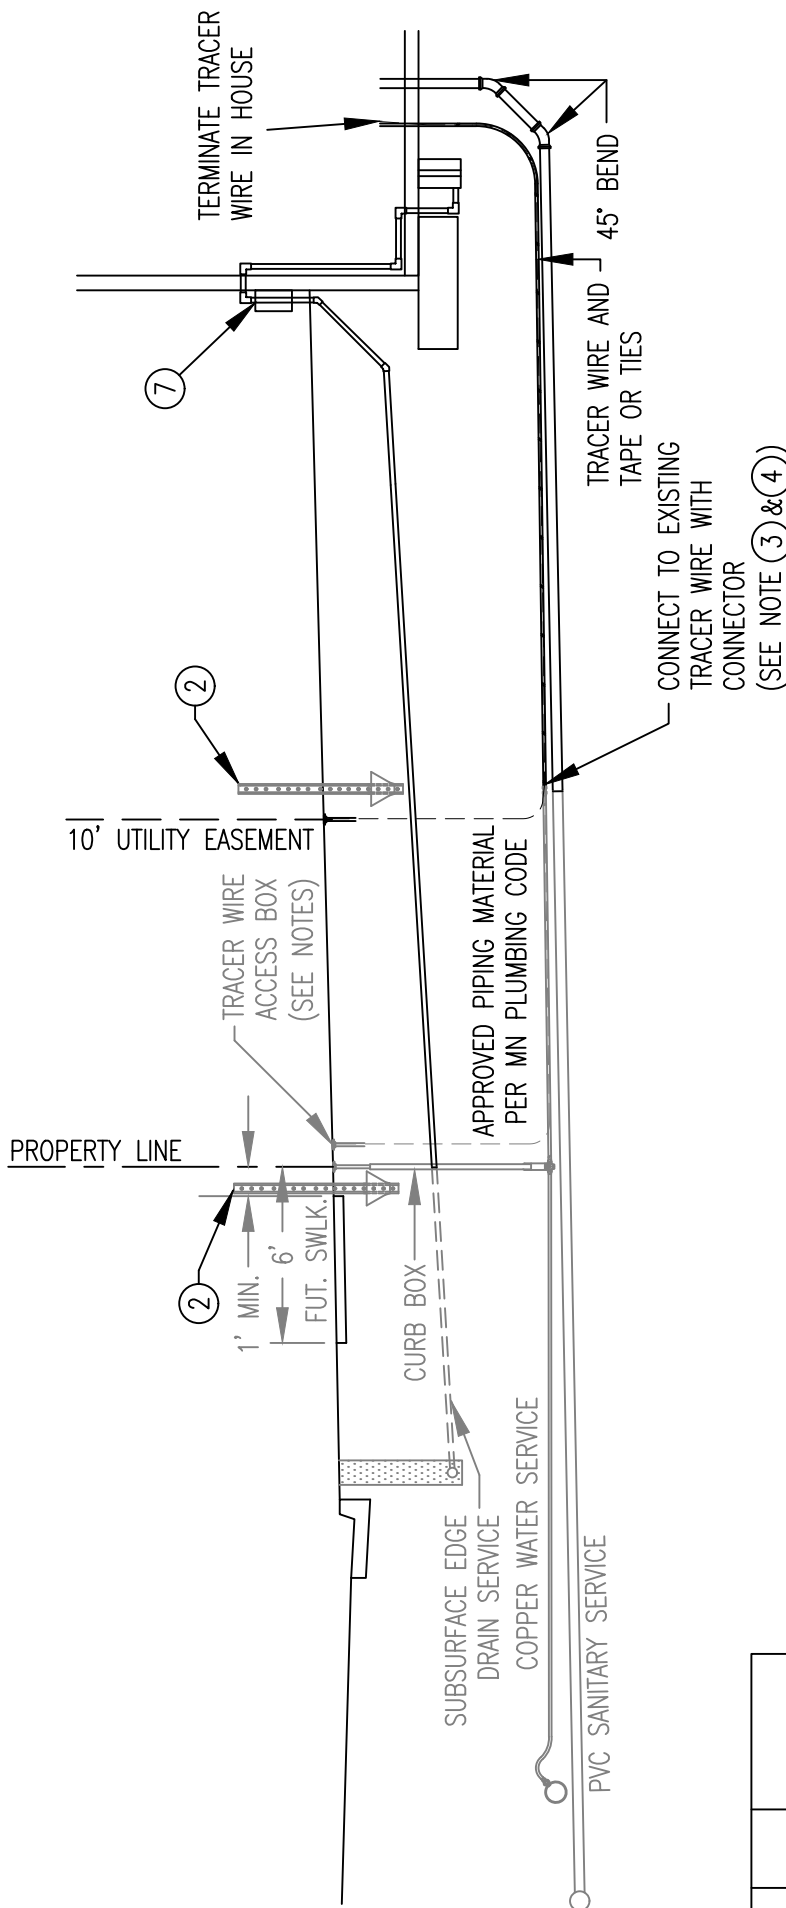 TERMINATE TRACER
WIRE IN HOUSE
7
45° BEND
TRACER WIRE AND
TAPE OR TIES
CONNECT TO EXISTING
TRACER WIRE WITH
CONNECTOR
(SEE NOTE 3 & 4)
2
10' UTILITY EASEMENT
TRACER WIRE
ACCESS BOX
(SEE NOTES)
APPROVED PIPING MATERIAL
PER MN PLUMBING CODE
PROPERTY LINE
2
1' MIN.
6'
FUT. SWLK.
CURB BOX
SUBSURFACE EDGE
DRAIN SERVICE
COPPER WATER SERVICE
PVC SANITARY SERVICE